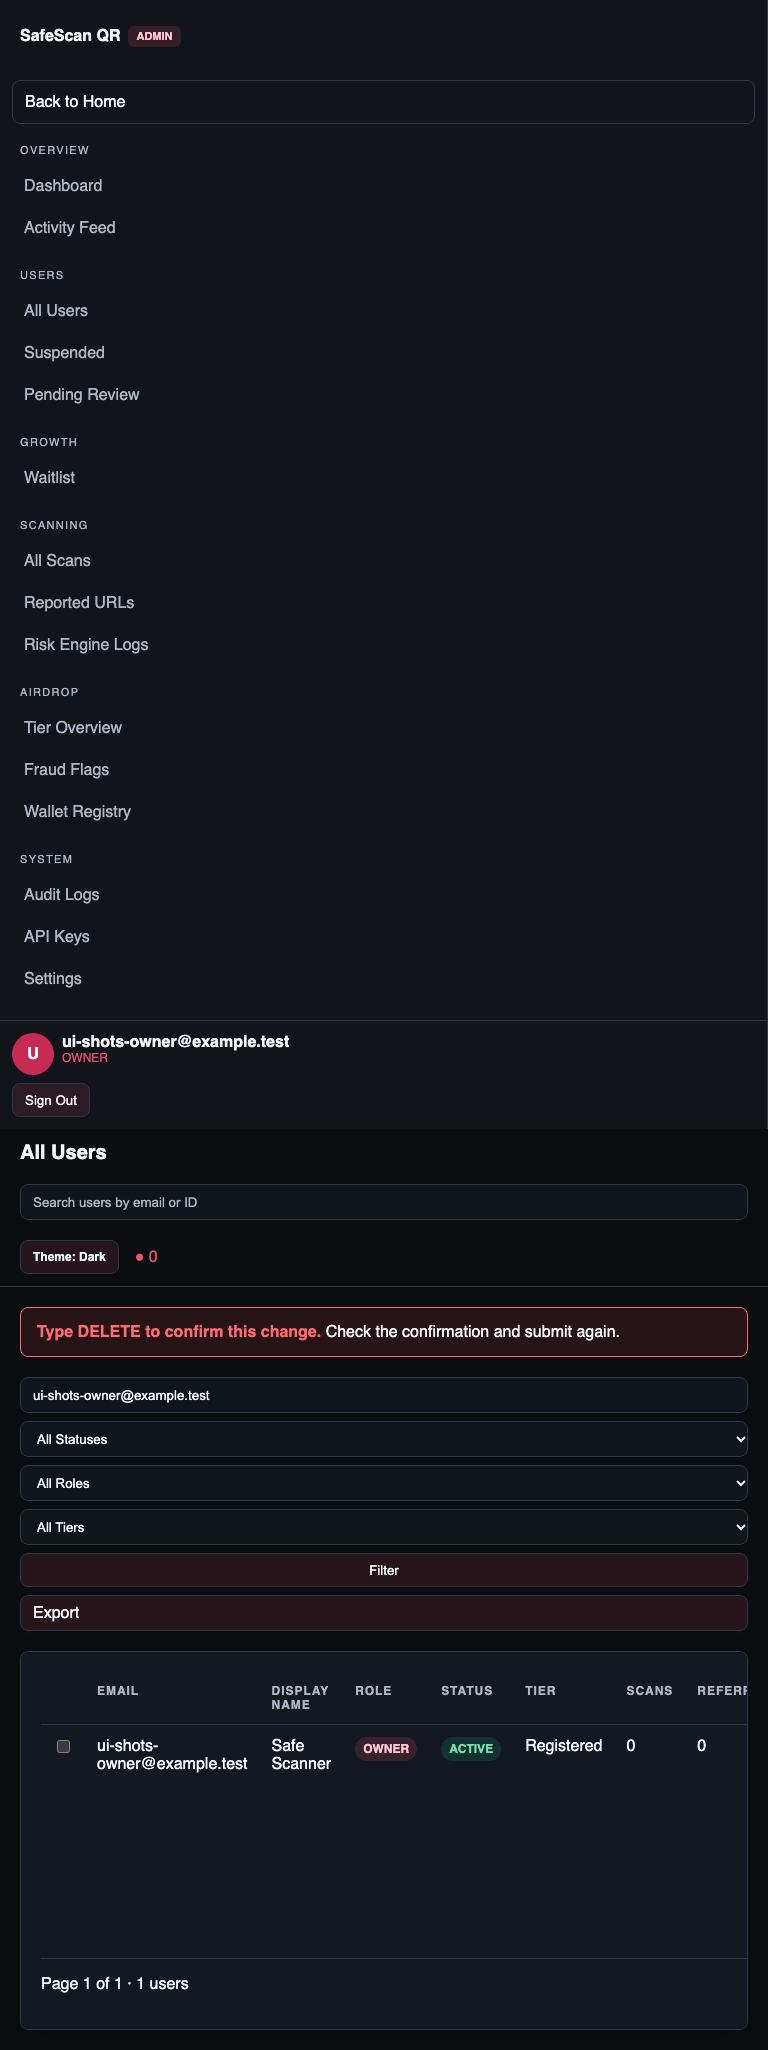 SafeScan QR ADMIN
Back to Home
OVERVIEW
Dashboard
Activity Feed
USERS
All Users
Suspended
Pending Review
GROWTH
Waitlist
SCANNING
All Scans
Reported URLs
Risk Engine Logs
AIRDROP
Tier Overview
Fraud Flags
Wallet Registry
SYSTEM
Audit Logs
API Keys
Settings
U
ui-shots-owner@example.test
OWNER
Sign Out
All Users
Search users by email or ID
Theme: Dark
0
Type DELETE to confirm this change. Check the confirmation and submit again.
ui-shots-owner@example.test
All Statuses
All Roles
All Tiers
Filter
Export
EMAIL DISPLAY NAME ROLE STATUS TIER SCANS
ui-shots-owner@example.test Safe Scanner OWNER ACTIVE Registered 0 0
Page 1 of 1 · 1 users